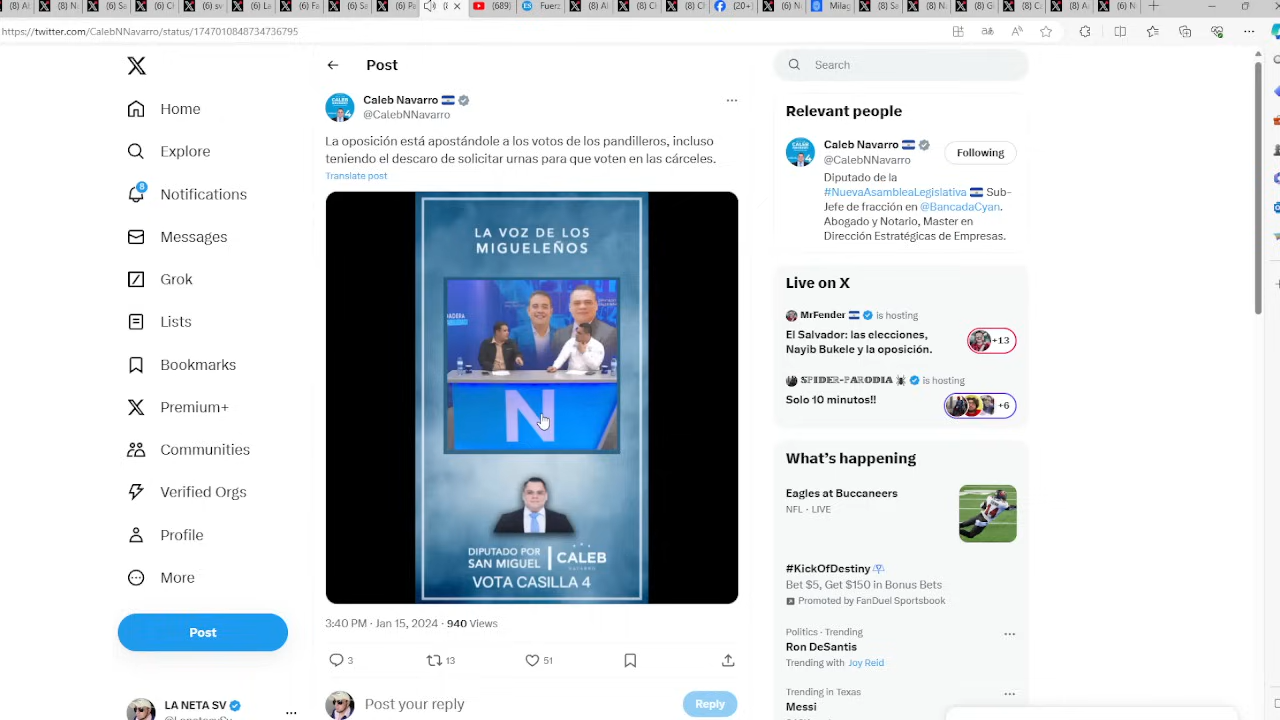 https://twitter.com/CalebNNavarro/status/1747010848734736795
Home
Explore
8
Notifications
Messages
Grok
Lists
Bookmarks
Premium+
Communities
Verified Orgs
Profile
More
Post
LA NETA SV
Post
Caleb Navarro
@CalebNNavarro
La oposición está apostándole a los votos de los pandilleros, incluso
teniendo el descaro de solicitar urnas para que voten en las cárceles.
Translate post
LA VOZ DE LOS
MIGUELEÑOS
N
DIPUTADO POR
SAN MIGUEL
CALEB
NAVARRO
VOTA CASILLA 4
3:40 PM · Jan 15, 2024 · 940 Views
3
13
51
Post your reply
Reply
Search
Relevant people
Caleb Navarro
@CalebNNavarro
Following
Diputado de la
#NuevaAsambleaLegislativa Sub-
Jefe de fracción en @BancadaCyan.
Abogado y Notario, Master en
Dirección Estratégicas de Empresas.
Live on X
MrFender is hosting
El Salvador: las elecciones,
Nayib Bukele y la oposición.
+13
SPIDER-PARODIA is hosting
Solo 10 minutos!!
+6
What's happening
Eagles at Buccaneers
NFL · LIVE
#KickOfDestiny
Bet $5, Get $150 in Bonus Bets
Promoted by FanDuel Sportsbook
Politics · Trending
Ron DeSantis
Trending with Joy Reid
Trending in Texas
Messi